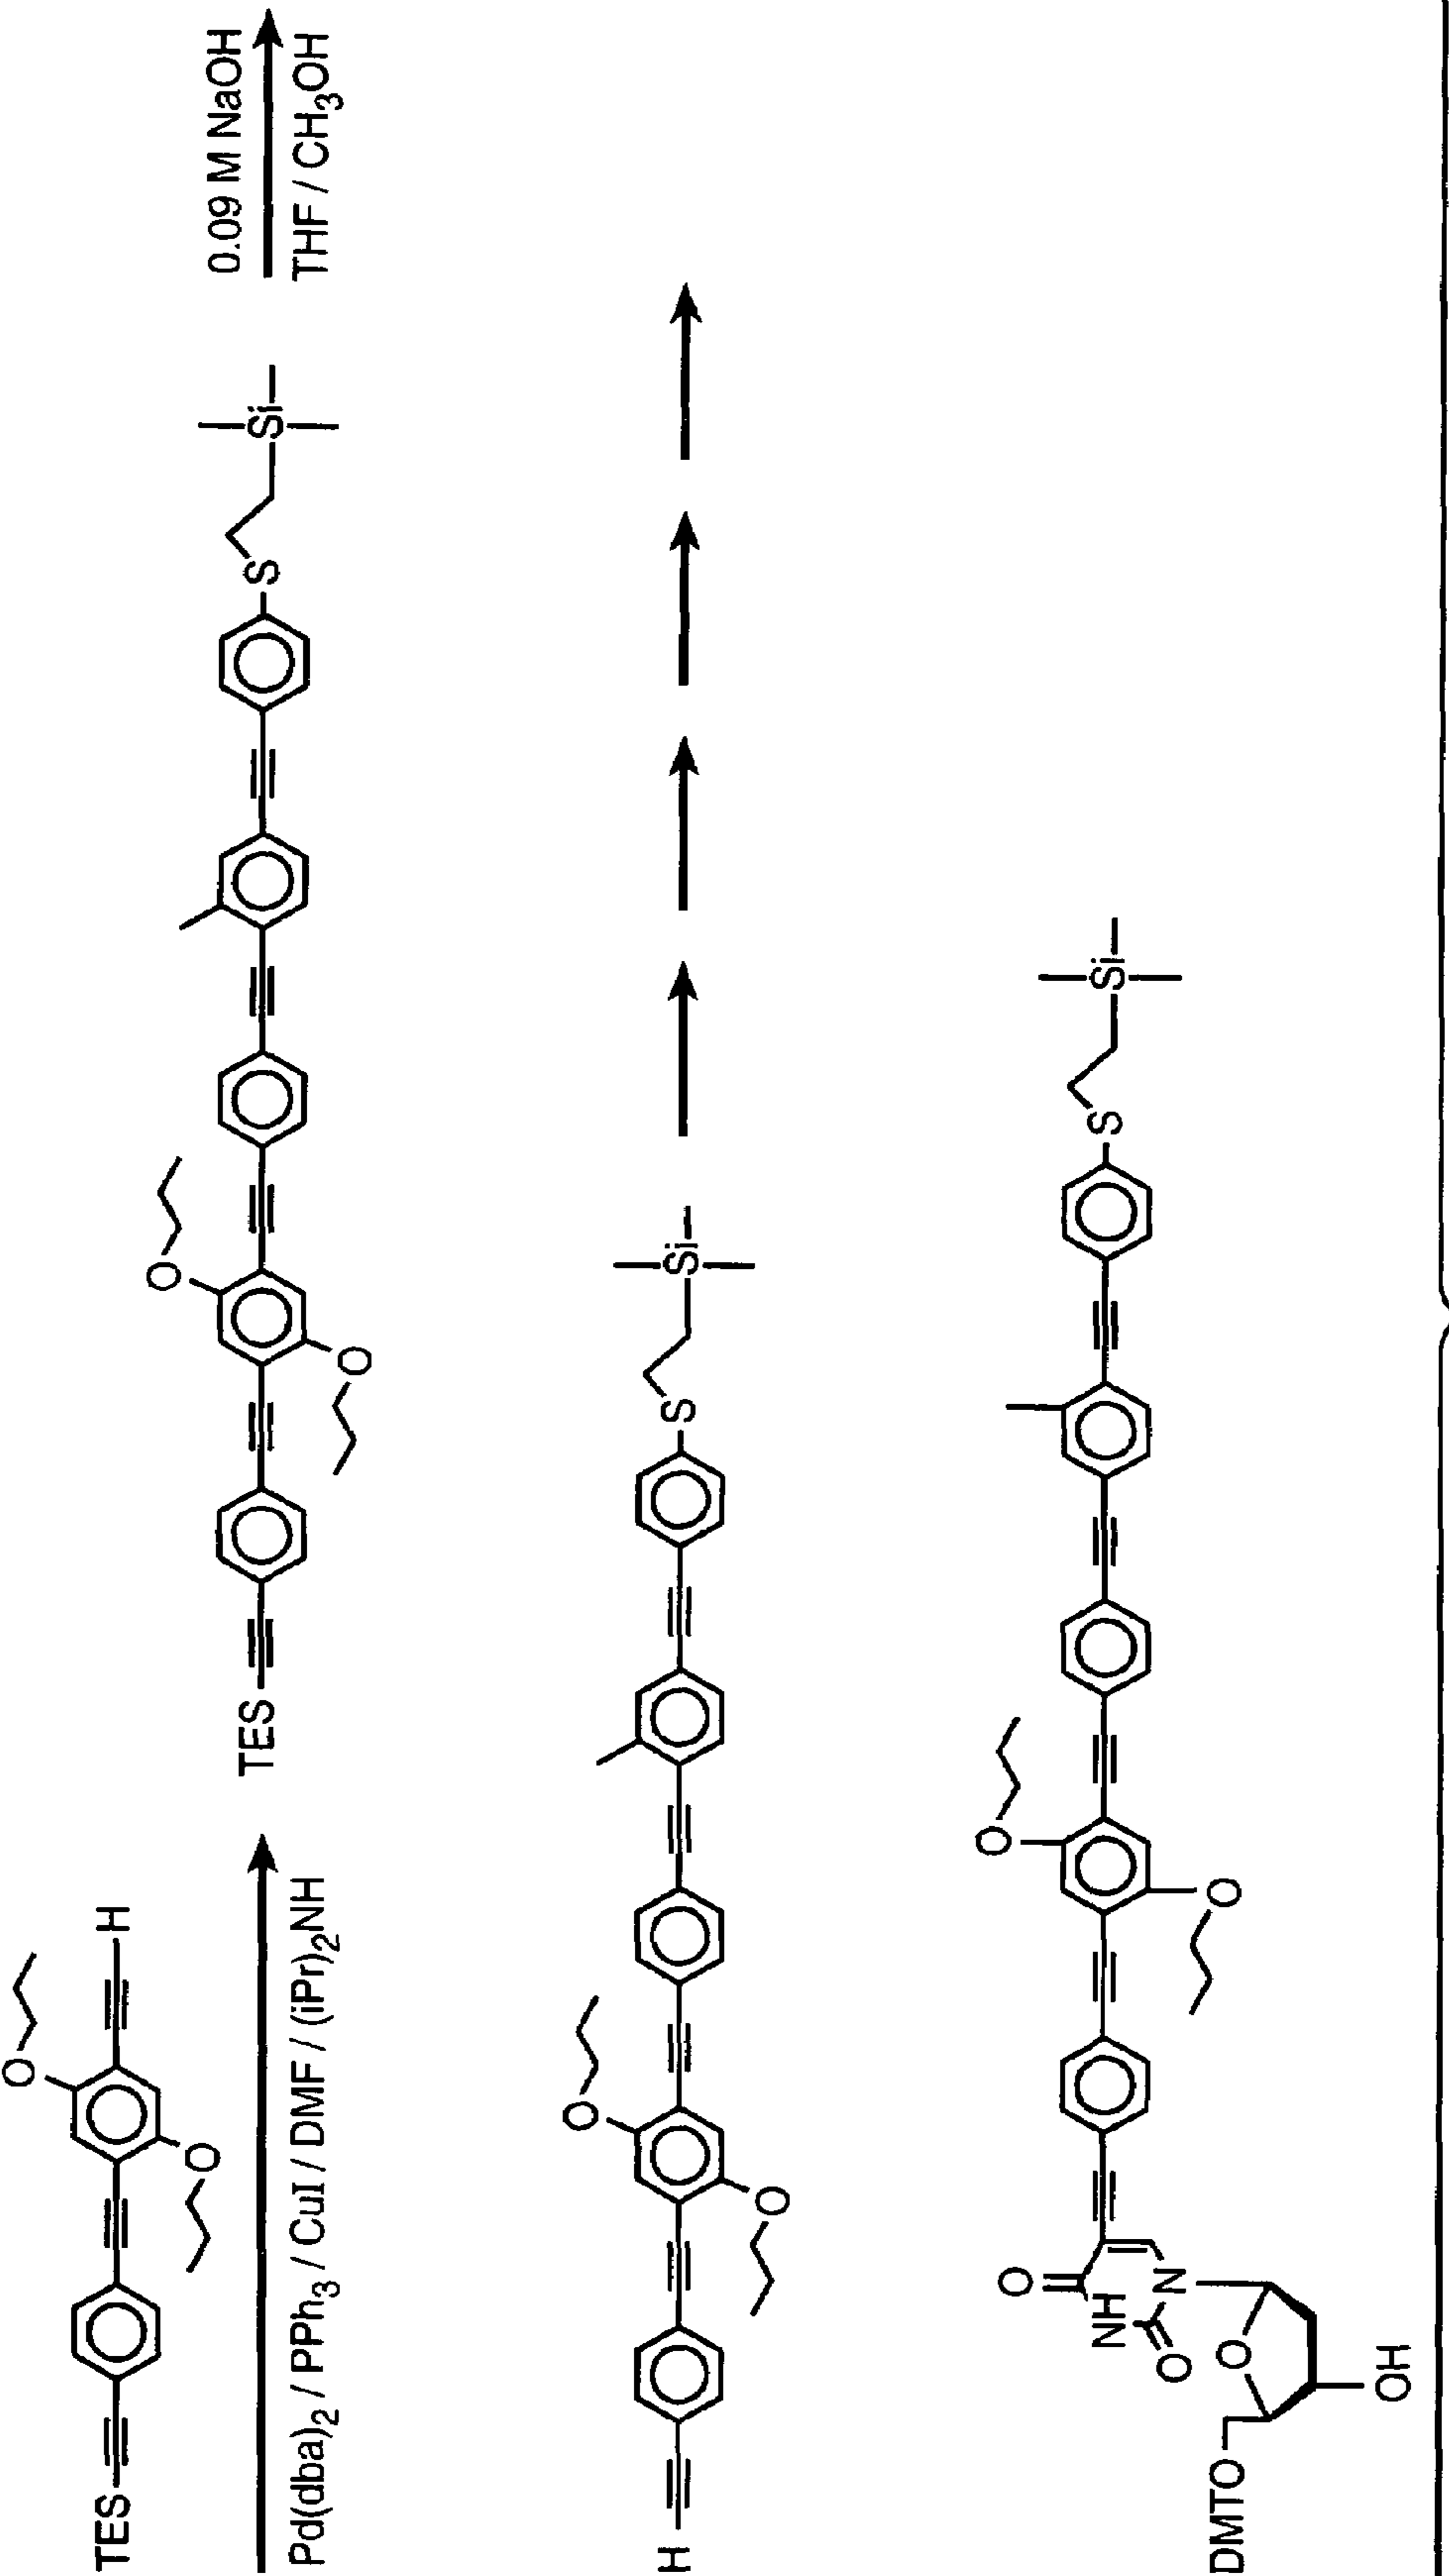 TES
H
O
O
Pd(dba)2 / PPh3 / CuI / DMF / (iPr)2NH
TES
O
O
S
Si
0.09 M NaOH
THF / CH3OH
H
O
O
S
Si
DMTO
O
OH
O
NH
N
O
O
O
S
Si